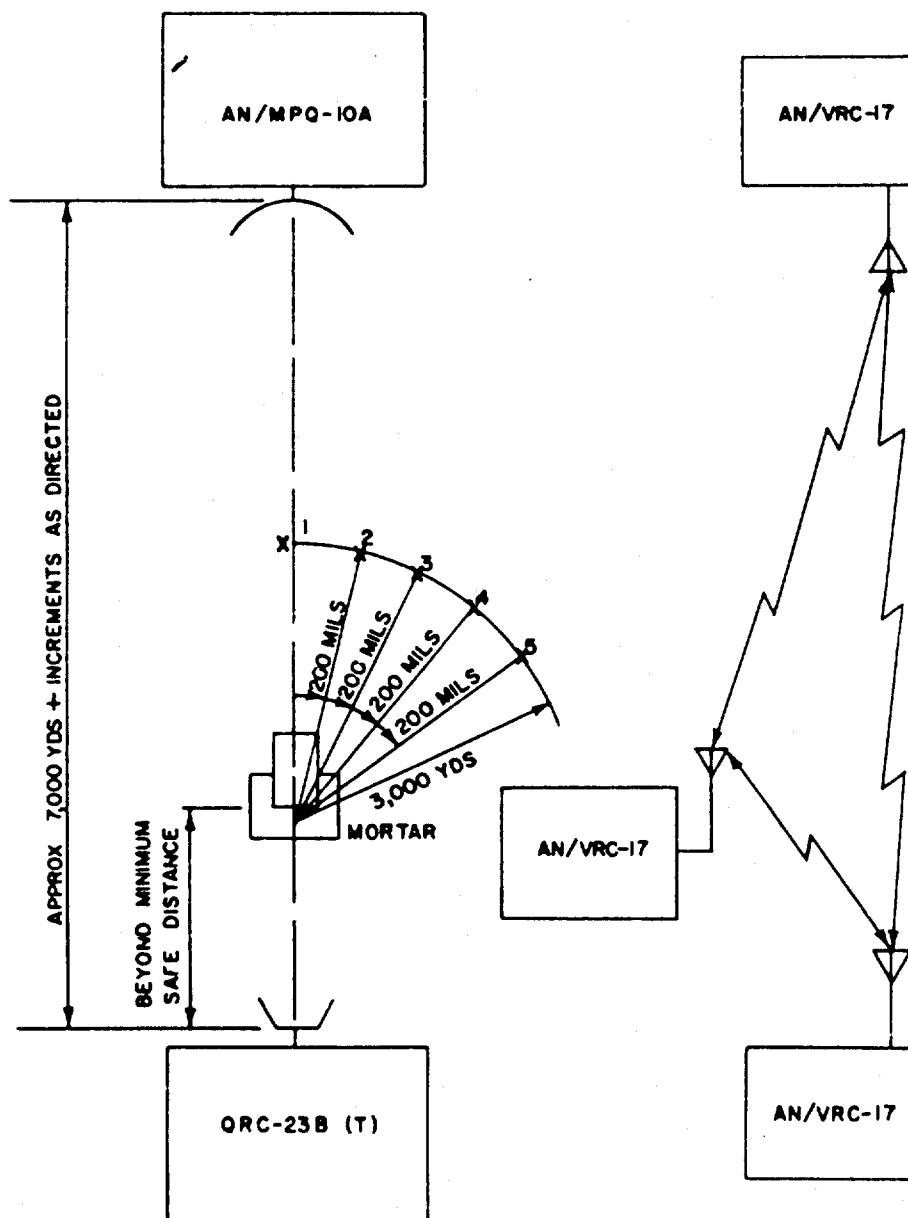 AN/MPQ-10A
AN/VRC-17
APPROX 7,000 YDS + INCREMENTS AS DIRECTED
X
1
2
3
4
5
200 MILS
200 MILS
200 MILS
200 MILS
3,000 YDS
MORTAR
BEYOND MINIMUM
SAFE DISTANCE
AN/VRC-17
QRC-23B (T)
AN/VRC-17